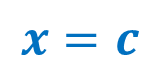 x = c